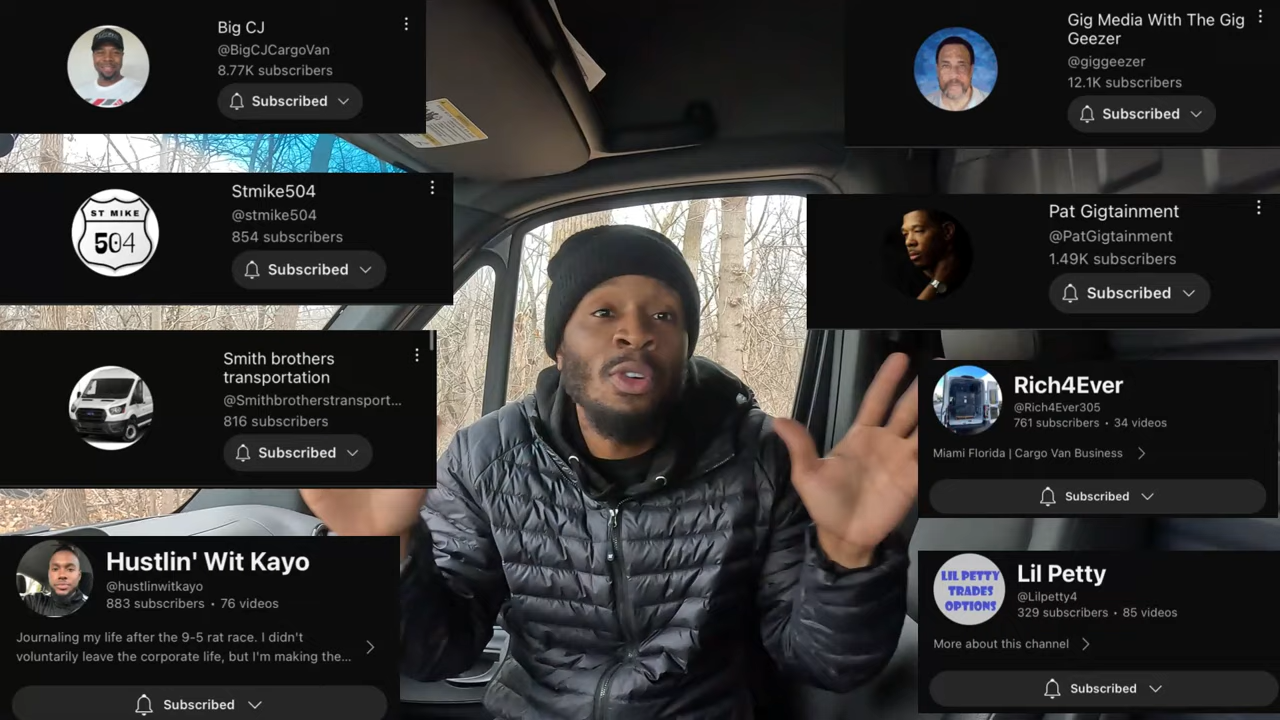 Big CJ
@BigCJCargoVan
8.77K subscribers
Subscribed
Stmike504
@stmike504
854 subscribers
Subscribed
ST MIKE
504
Smith brothers
transportation
@Smithbrotherstransport...
816 subscribers
Subscribed
Hustlin' Wit Kayo
@hustlinwitkayo
883 subscribers • 76 videos
Journaling my life after the 9-5 rat race. I didn't
voluntarily leave the corporate life, but I'm making the...
Subscribed
Gig Media With The Gig
Geezer
@giggeezer
12.1K subscribers
Subscribed
Pat Gigtainment
@PatGigtainment
1.49K subscribers
Subscribed
Rich4Ever
@Rich4Ever305
761 subscribers • 34 videos
Miami Florida | Cargo Van Business
Subscribed
LIL PETTY
TRADES
OPTIONS
Lil Petty
@Lilpetty4
329 subscribers • 85 videos
More about this channel
Subscribed